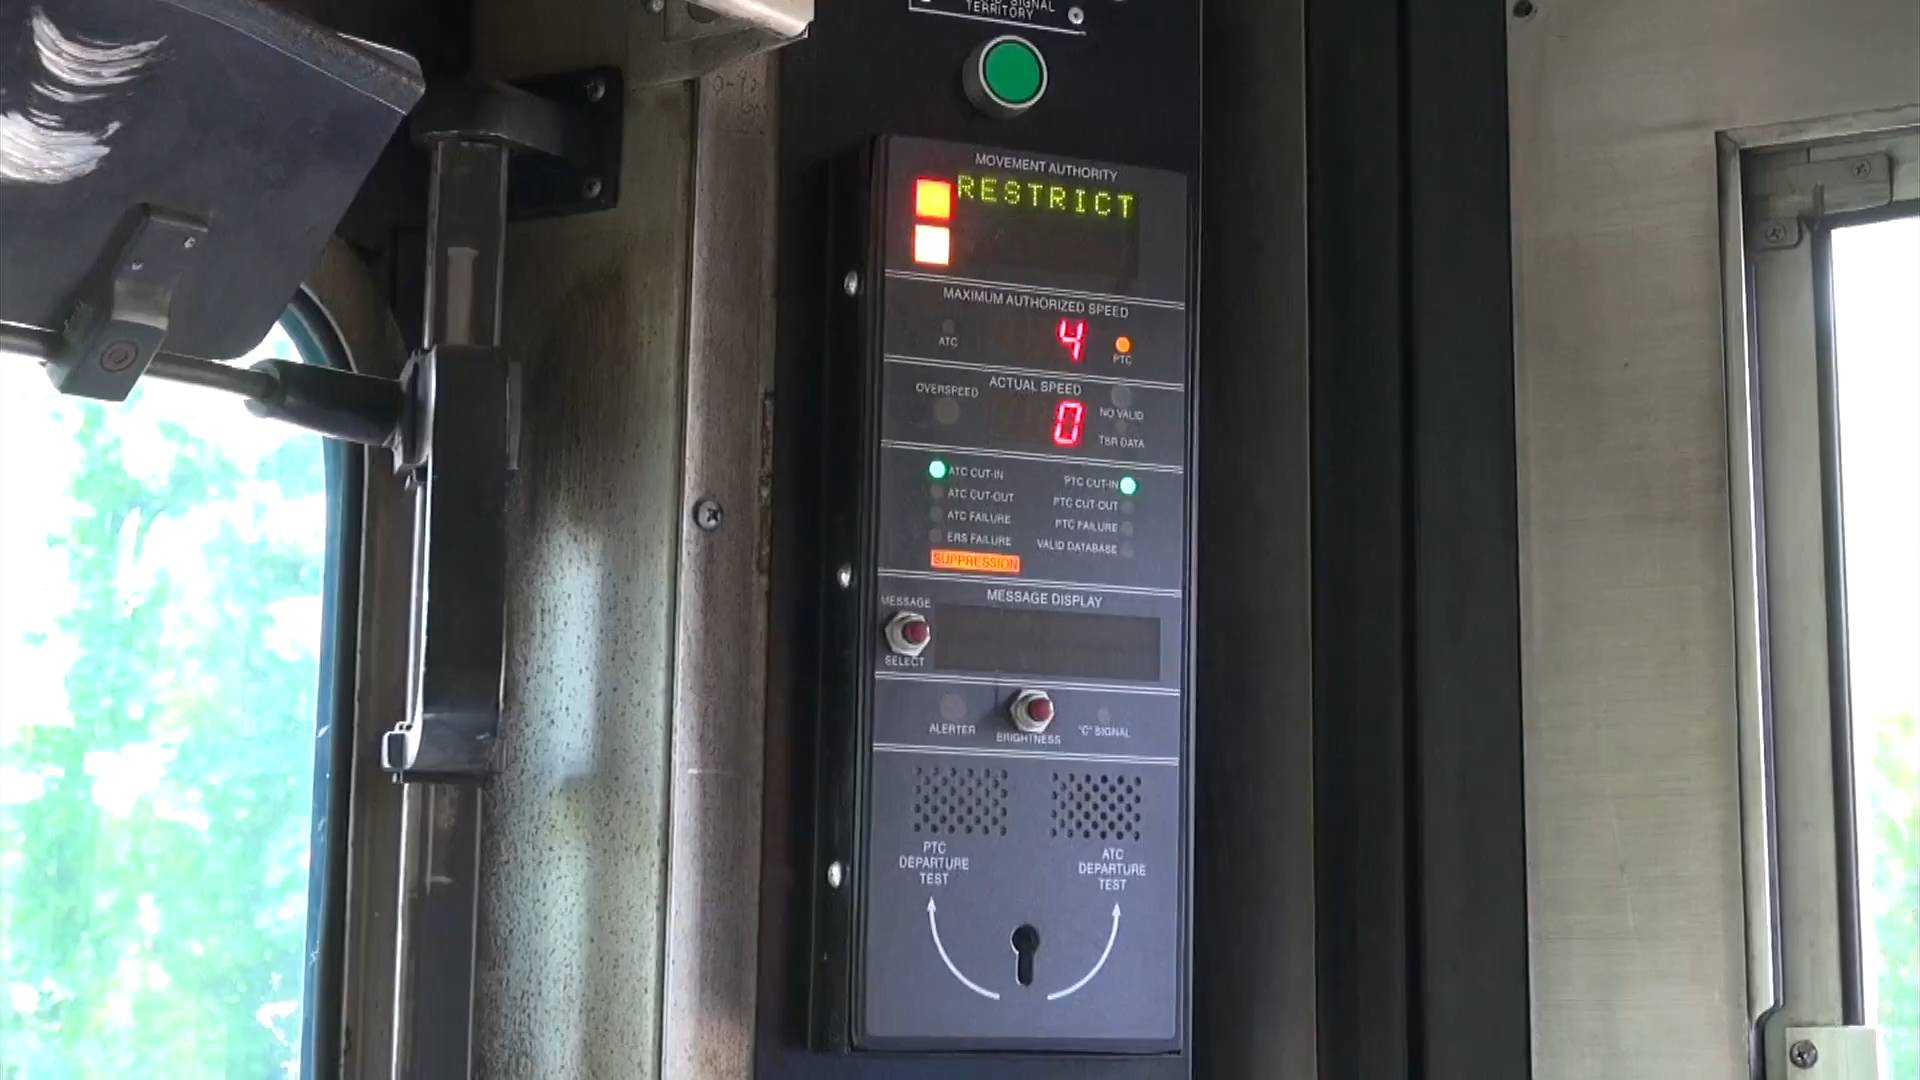 SIGNAL
TERRITORY
MOVEMENT AUTHORITY
RESTRICT
MAXIMUM AUTHORIZED SPEED
ATC
4
PTC
ACTUAL SPEED
OVERSPEED
0
NO VALID
TSR DATA
ATC CUT-IN
PTC CUT-IN
ATC CUT-OUT
PTC CUT-OUT
ATC FAILURE
PTC FAILURE
ERS FAILURE
VALID DATABASE
SUPPRESSION
MESSAGE
SELECT
MESSAGE DISPLAY
ALERTER
BRIGHTNESS
"C" SIGNAL
PTC
DEPARTURE
TEST
ATC
DEPARTURE
TEST